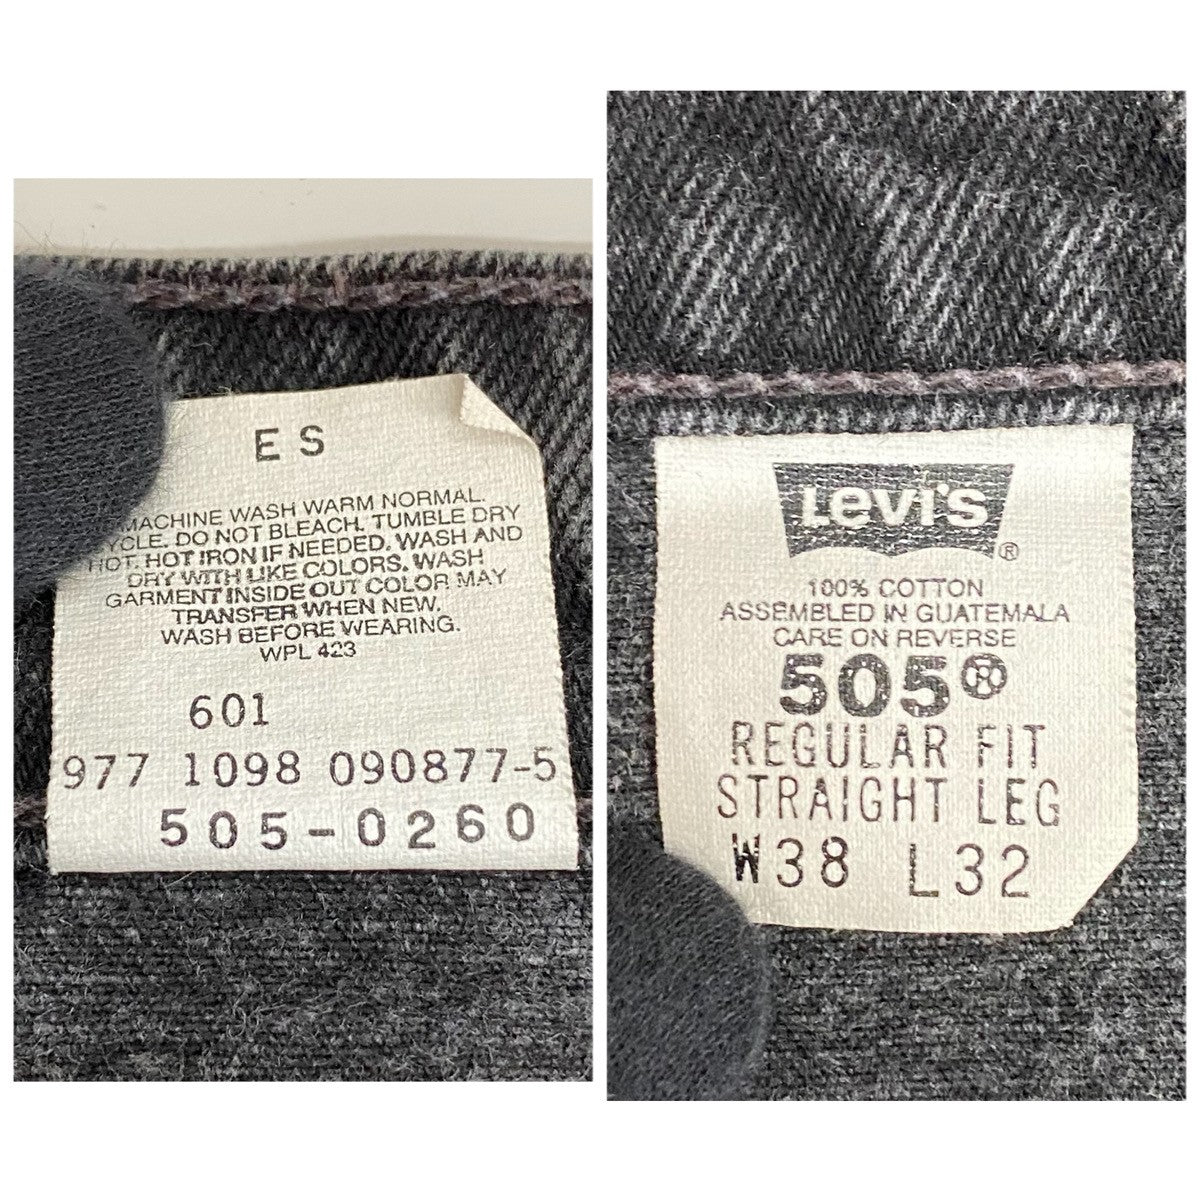 E S
MACHINE WASH WARM NORMAL.
CYCLE. DO NOT BLEACH. TUMBLE DRY
HOT. HOT IRON IF NEEDED. WASH AND
DRY WITH LIKE COLORS. WASH
GARMENT INSIDE OUT COLOR MAY
TRANSFER WHEN NEW.
WASH BEFORE WEARING.
WPL 423
601
977 1098 090877-5
505-0260
Levi's ®
100% COTTON
ASSEMBLED IN GUATEMALA
CARE ON REVERSE
505®
REGULAR FIT
STRAIGHT LEG
W38 L32